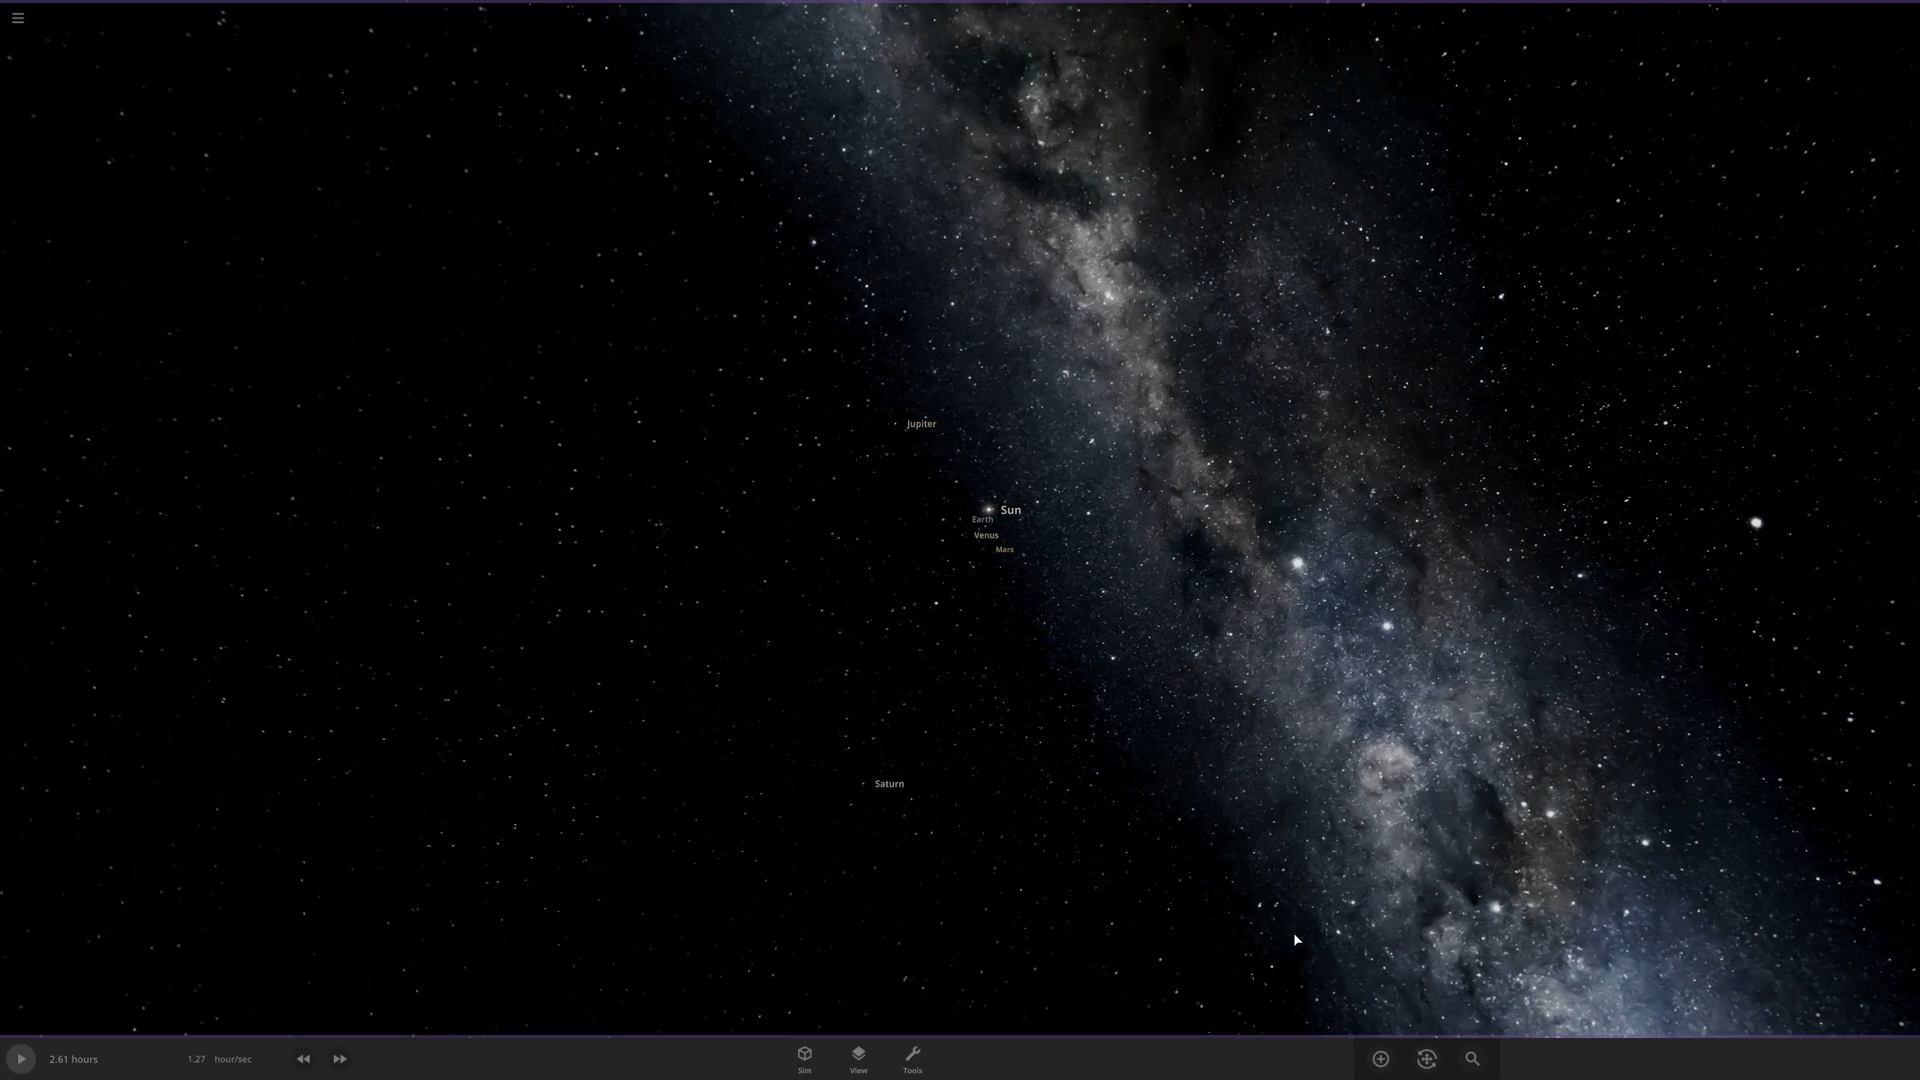 Jupiter
Sun
Earth
Venus
Mars
Saturn
2.61 hours
1.27 hour/sec
Sim
View
Tools